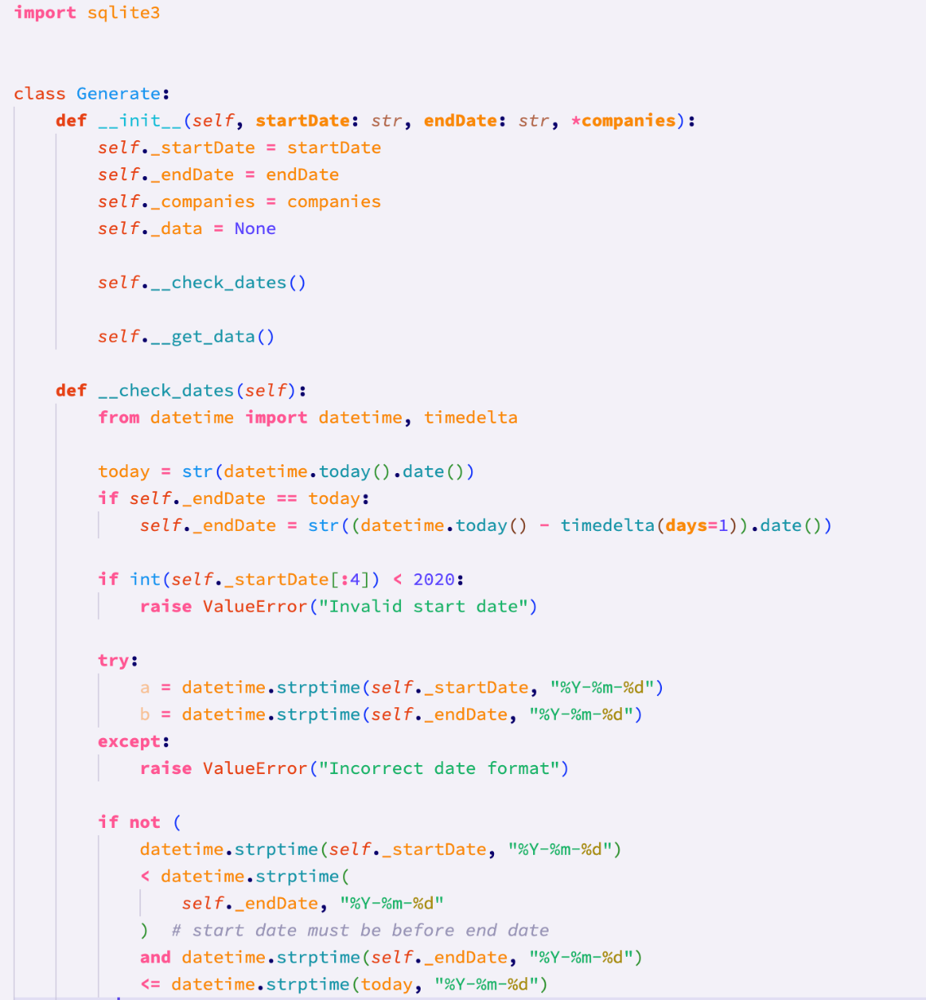 import sqlite3
class Generate:
def __init__(self, startDate: str, endDate: str, *companies):
self._startDate = startDate
self._endDate = endDate
self._companies = companies
self._data = None
self.__check_dates()
self.__get_data()
def __check_dates(self):
from datetime import datetime, timedelta
today = str(datetime.today().date())
if self._endDate == today:
self._endDate = str((datetime.today() - timedelta(days=1)).date())
if int(self._startDate[:4]) < 2020:
raise ValueError("Invalid start date")
try:
a = datetime.strptime(self._startDate, "%Y-%m-%d")
b = datetime.strptime(self._endDate, "%Y-%m-%d")
except:
raise ValueError("Incorrect date format")
if not (
datetime.strptime(self._startDate, "%Y-%m-%d")
< datetime.strptime(
self._endDate, "%Y-%m-%d"
) # start date must be before end date
and datetime.strptime(self._endDate, "%Y-%m-%d")
<= datetime.strptime(today, "%Y-%m-%d")